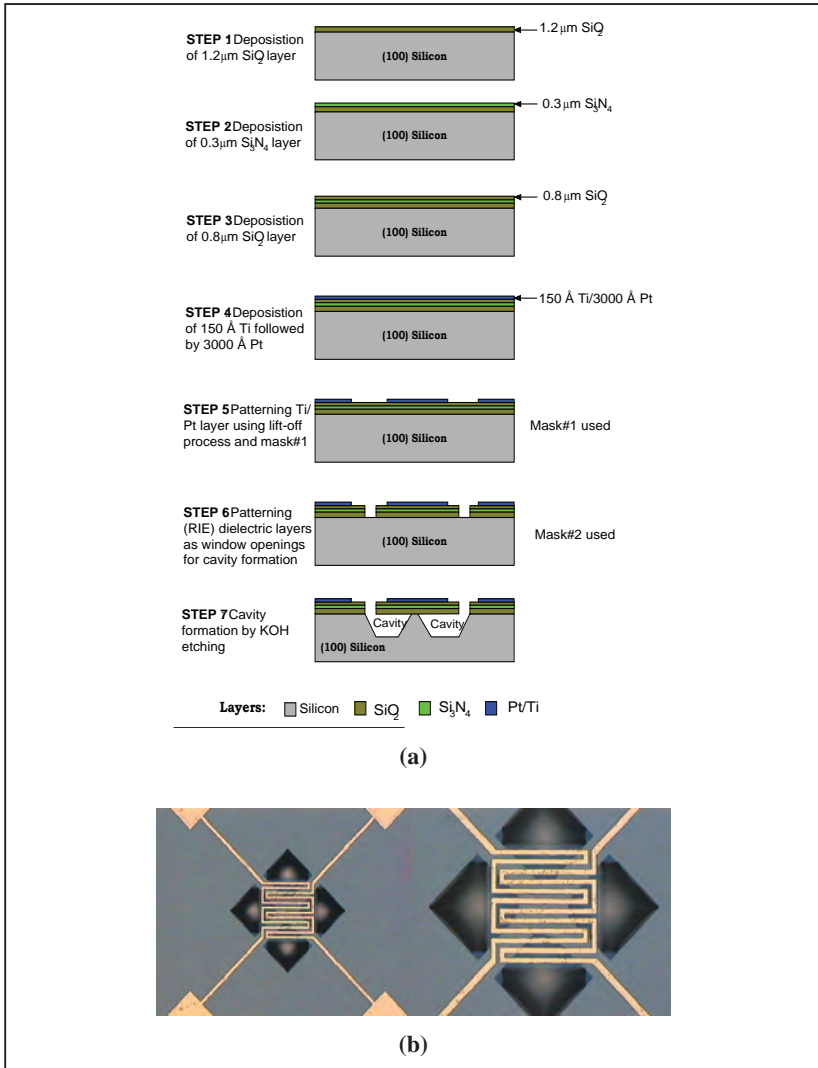 STEP 1 Deposistion
of 1.2μm SiO2 layer
1.2μm SiO2
(100) Silicon
STEP 2 Deposistion
of 0.3μm Si3N4 layer
0.3μm Si3N4
(100) Silicon
STEP 3 Deposistion
of 0.8μm SiO2 layer
0.8μm SiO2
(100) Silicon
STEP 4 Deposistion
of 150 Å Ti followed
by 3000 Å Pt
150 Å Ti/3000 Å Pt
(100) Silicon
STEP 5 Patterning Ti/
Pt layer using lift-off
process and mask#1
(100) Silicon
Mask#1 used
STEP 6 Patterning
(RIE) dielectric layers
as window openings
for cavity formation
(100) Silicon
Mask#2 used
STEP 7 Cavity
formation by KOH
etching
Cavity Cavity
(100) Silicon
Layers: Silicon SiO2 Si3N4 Pt/Ti
(a)
(b)